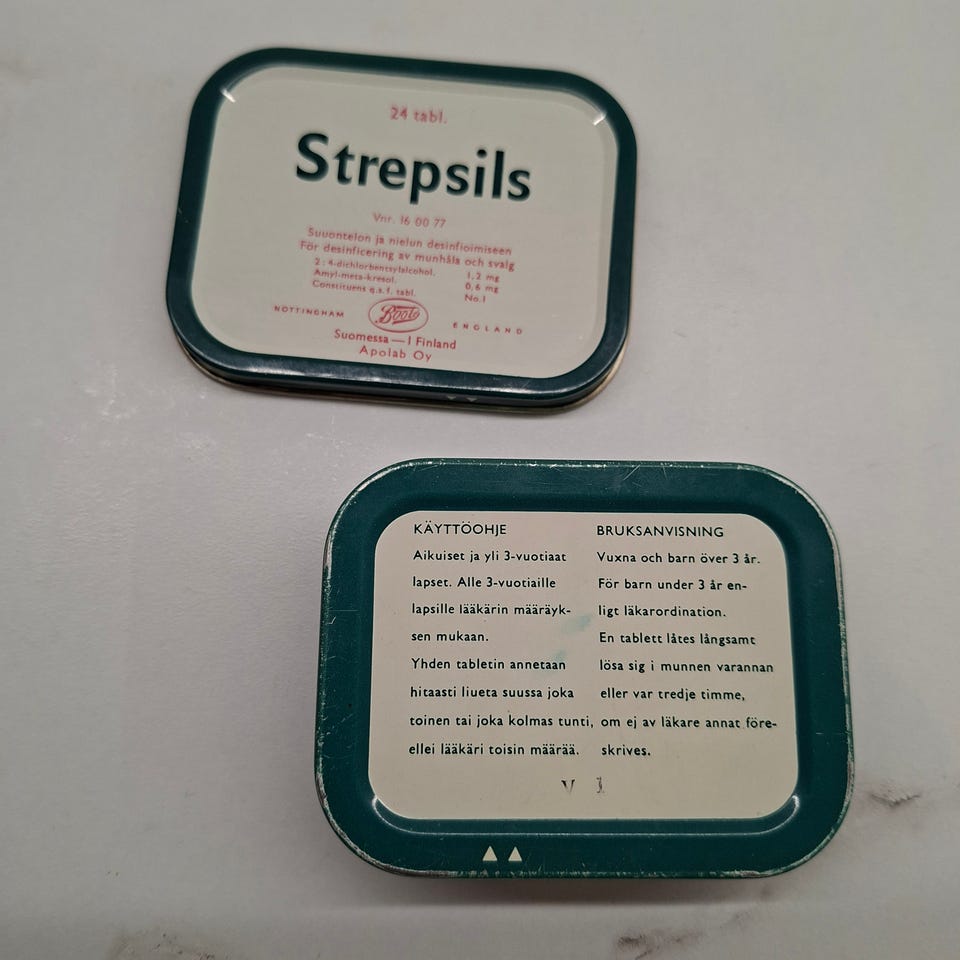 24 tabl.
Strepsils
Vnr. 16 00 77
Suuontelon ja nielun desinfioimiseen
För desinficering av munhåla och svalg
2 : 4-dichlorbentsylalcohol. 1,2 mg
Amyl-meta-kresol. 0,6 mg
Constituens q.s.f. tabl. No.1
NOTTINGHAM Boots ENGLAND
Suomessa — I Finland
Apolab Oy
KÄYTTÖOHJE
Aikuiset ja yli 3-vuotiaat
lapset. Alle 3-vuotiaille
lapsille lääkärin määräyk-
sen mukaan.
Yhden tabletin annetaan
hitaasti liueta suussa joka
toinen tai joka kolmas tunti,
ellei lääkäri toisin määrää.
BRUKSANVISNING
Vuxna och barn över 3 år.
För barn under 3 år en-
ligt läkarordination.
En tablett låtes långsamt
lösa sig i munnen varannan
eller var tredje timme,
om ej av läkare annat före-
skrives.
V 1